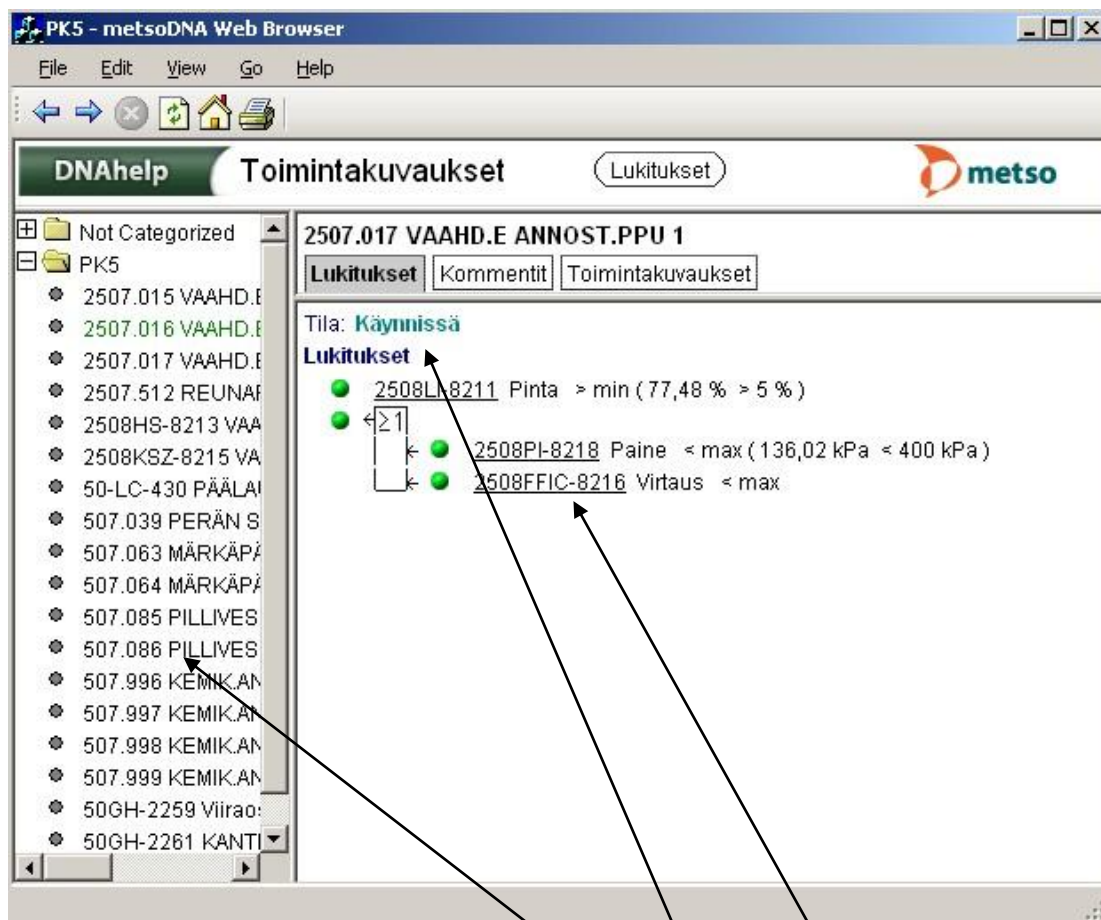 PK5 - metsoDNA Web Browser
File Edit View Go Help
DNAhelp Toimintakuvaukset Lukitukset metso
Not Categorized
PK5
2507.015 VAAHD.E
2507.016 VAAHD.E
2507.017 VAAHD.E
2507.512 REUNAF
2508HS-8213 VAA
2508KSZ-8215 VA
50-LC-430 PÄÄLA
507.039 PERÄN S
507.063 MÄRKÄPÄ
507.064 MÄRKÄPÄ
507.085 PILLIVES
507.086 PILLIVES
507.996 KEMIK.AN
507.997 KEMIK.AN
507.998 KEMIK.AN
507.999 KEMIK.AN
50GH-2259 Viirao
50GH-2261 KANTI
2507.017 VAAHD.E ANNOST.PPU 1
Lukitukset Kommentit Toimintakuvaukset
Tila: Käynnissä
Lukitukset
2508LI-8211 Pinta > min ( 77,48 % > 5 % )
≥1
2508PI-8218 Paine < max ( 136,02 kPa < 400 kPa )
2508FFIC-8216 Virtaus < max